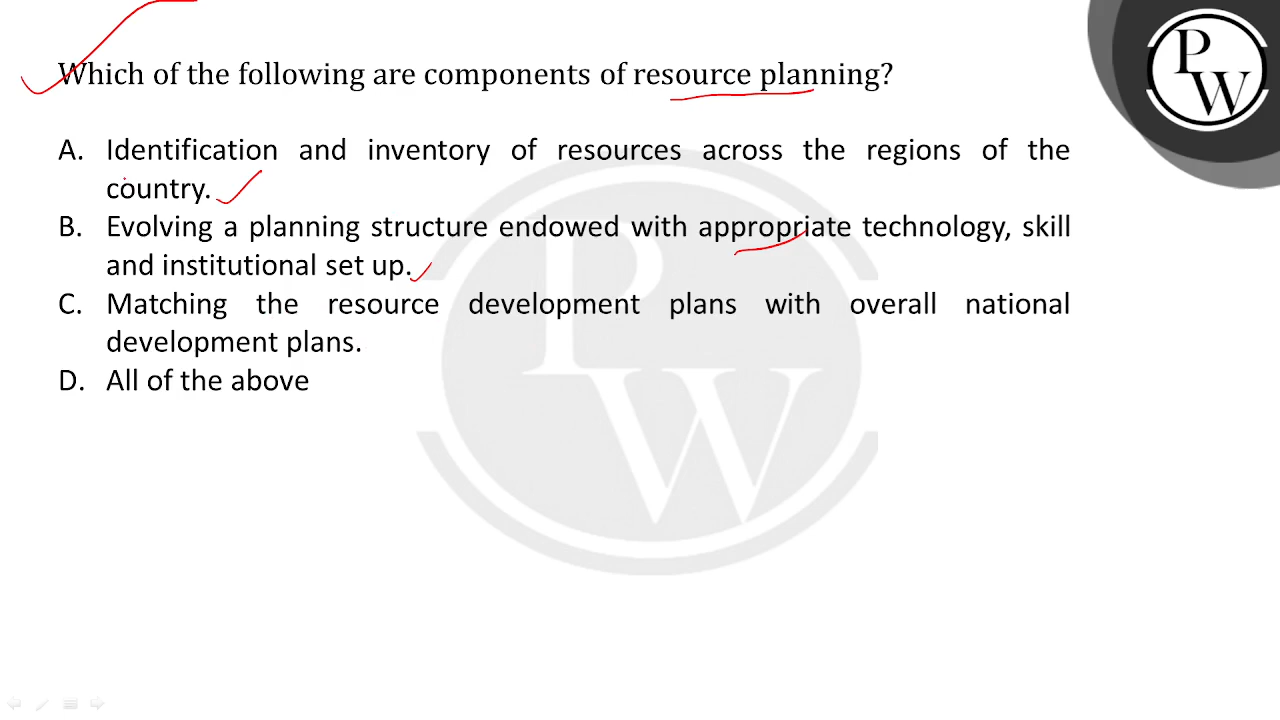 Which of the following are components of resource planning?
A. Identification and inventory of resources across the regions of the
country.
B. Evolving a planning structure endowed with appropriate technology, skill
and institutional set up.
C. Matching the resource development plans with overall national
development plans.
D. All of the above
P
W
P
W